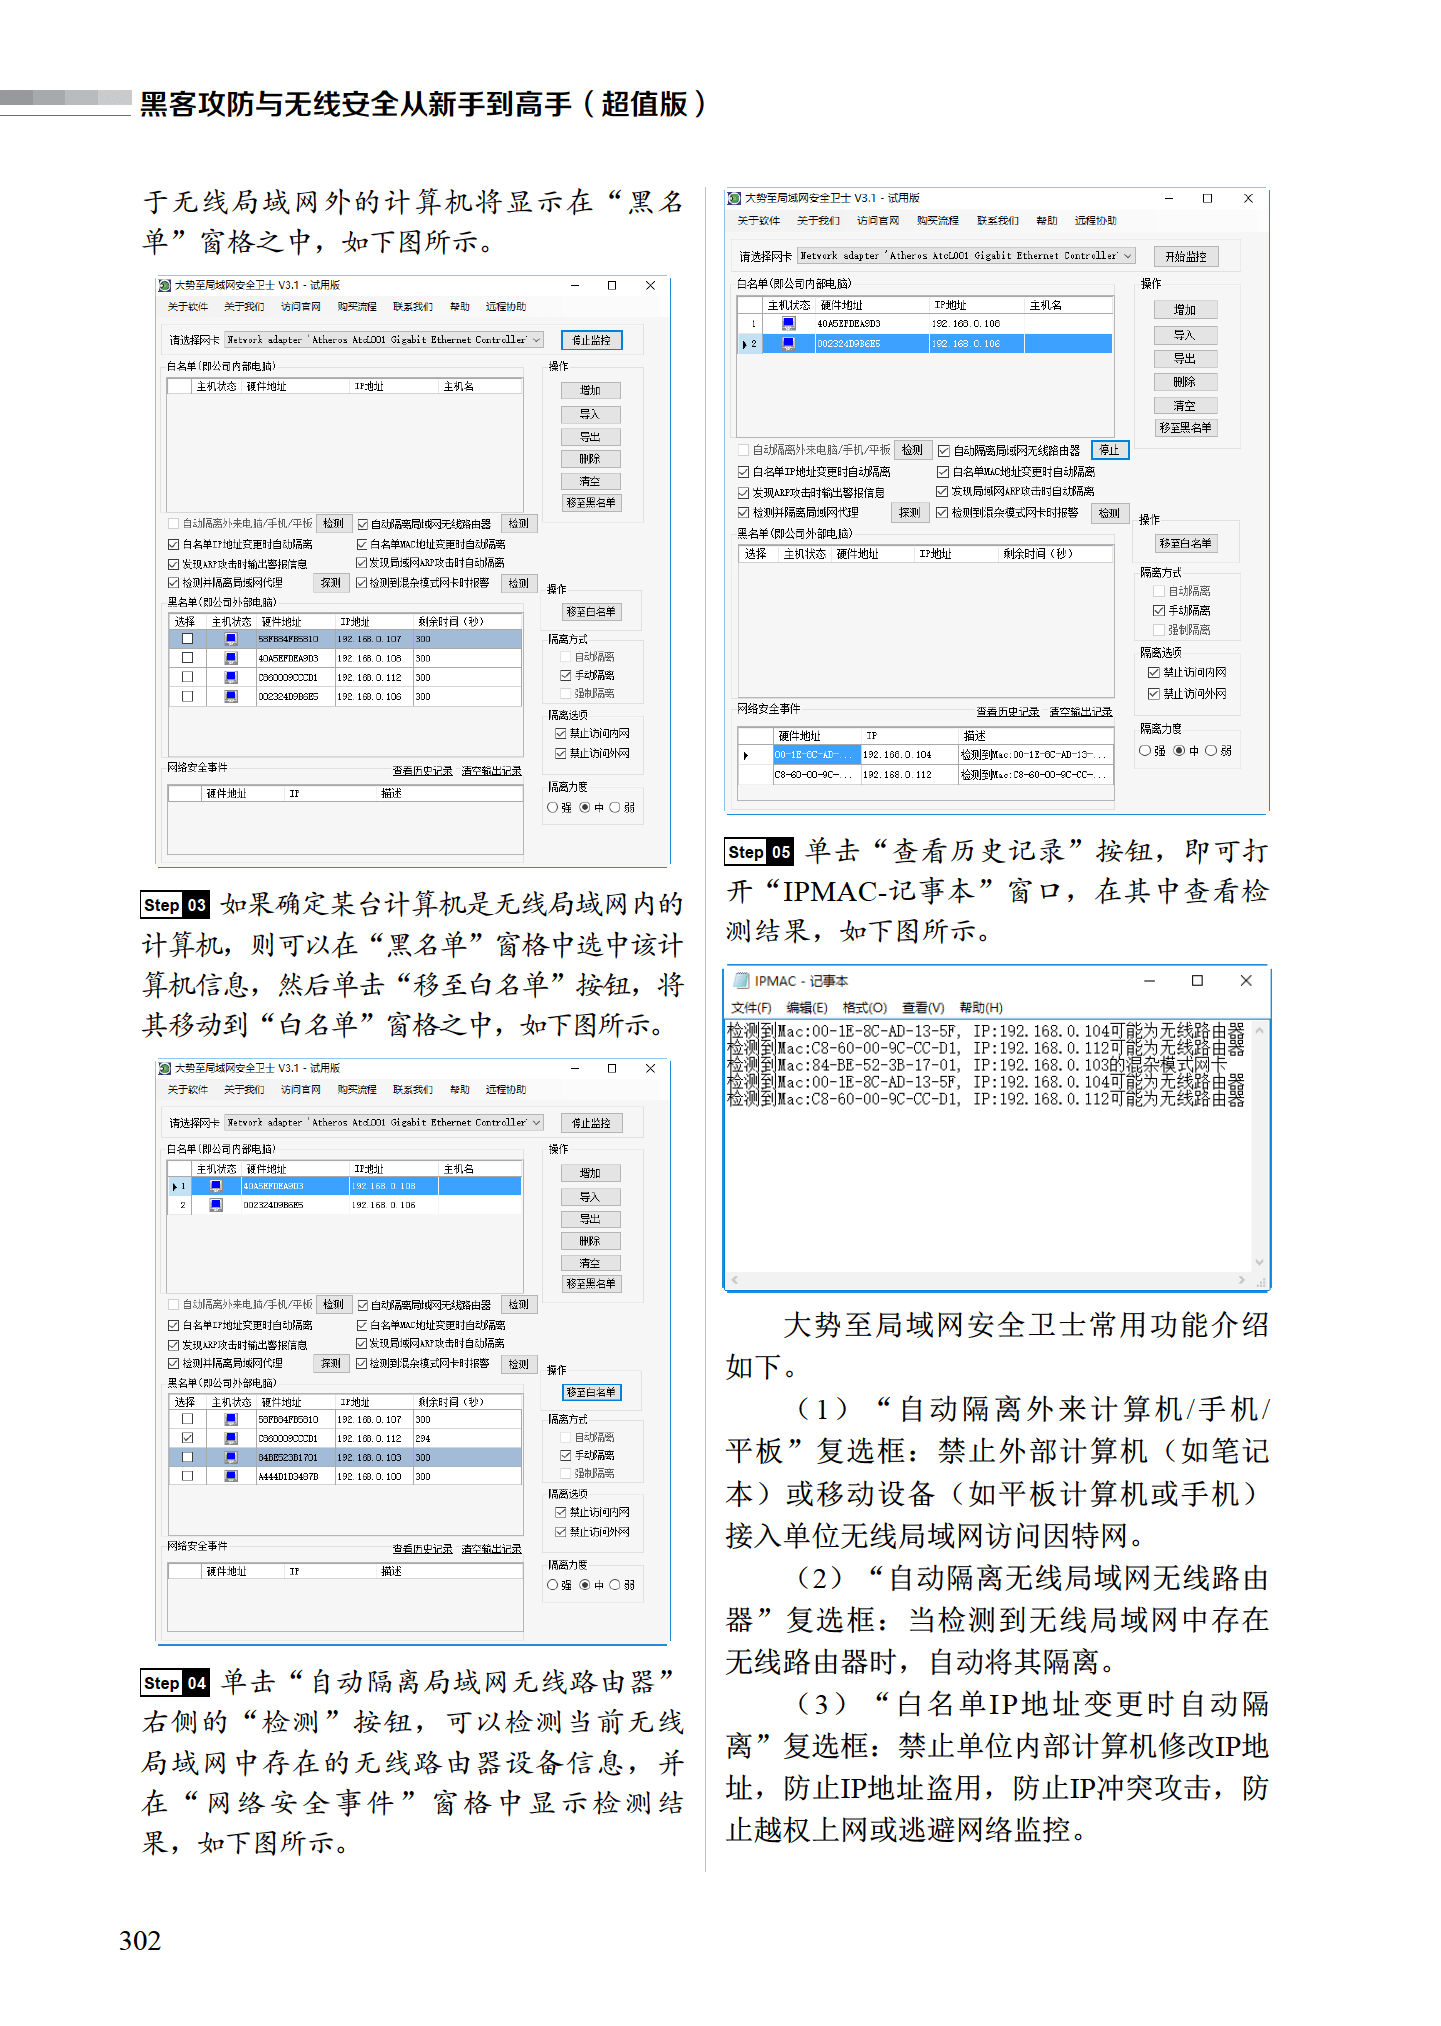 黑客攻防与无线安全从新手到高手（超值版）
于无线局域网外的计算机将显示在“黑名
单”窗格之中，如下图所示。
大势至局域网安全卫士 V3.1 - 试用版
关于软件 关于我们 访问官网 购买流程 联系我们 帮助 远程协助
请选择网卡 Network adapter 'Atheros AtcL001 Gigabit Ethernet Controller' 停止监控
白名单(即公司内部电脑) 操作
主机状态 硬件地址 IP地址 主机名
增加
导入
导出
删除
清空
移至黑名单
自动隔离外来电脑/手机/平板 检测 自动隔离局域网无线路由器 检测
白名单IP地址变更时自动隔离 白名单MAC地址变更时自动隔离
发现ARP攻击时输出警报信息 发现局域网ARP攻击时自动隔离
检测并隔离局域网代理 探测 检测到混杂模式网卡时报警 检测
黑名单(即公司外部电脑) 操作
移至白名单
选择 主机状态 硬件地址 IP地址 剩余时间（秒）
58FB84FB5810 192.168.0.107 300
40A5EFDEA9D3 192.168.0.108 300
C860009CCCD1 192.168.0.112 300
002324D9B6E5 192.168.0.106 300
隔离方式
自动隔离
手动隔离
强制隔离
隔离选项
禁止访问内网
禁止访问外网
网络安全事件 查看历史记录 清空输出记录
硬件地址 IP 描述
隔离力度
强 中 弱
Step 03 如果确定某台计算机是无线局域网内的
计算机，则可以在“黑名单”窗格中选中该计
算机信息，然后单击“移至白名单”按钮，将
其移动到“白名单”窗格之中，如下图所示。
大势至局域网安全卫士 V3.1 - 试用版
关于软件 关于我们 访问官网 购买流程 联系我们 帮助 远程协助
请选择网卡 Network adapter 'Atheros AtcL001 Gigabit Ethernet Controller' 停止监控
白名单(即公司内部电脑) 操作
主机状态 硬件地址 IP地址 主机名
1 40A5EFDEA9D3 192.168.0.108
2 002324D9B6E5 192.168.0.106
增加
导入
导出
删除
清空
移至黑名单
自动隔离外来电脑/手机/平板 检测 自动隔离局域网无线路由器 检测
白名单IP地址变更时自动隔离 白名单MAC地址变更时自动隔离
发现ARP攻击时输出警报信息 发现局域网ARP攻击时自动隔离
检测并隔离局域网代理 探测 检测到混杂模式网卡时报警 检测
黑名单(即公司外部电脑) 操作
移至白名单
选择 主机状态 硬件地址 IP地址 剩余时间（秒）
58FB84FB5810 192.168.0.107 300
C860009CCCD1 192.168.0.112 294
84BE523B1701 192.168.0.103 300
A444D1D3487B 192.168.0.100 300
隔离方式
自动隔离
手动隔离
强制隔离
隔离选项
禁止访问内网
禁止访问外网
网络安全事件 查看历史记录 清空输出记录
硬件地址 IP 描述
隔离力度
强 中 弱
Step 04 单击“自动隔离局域网无线路由器”
右侧的“检测”按钮，可以检测当前无线
局域网中存在的无线路由器设备信息，并
在“网络安全事件”窗格中显示检测结
果，如下图所示。
大势至局域网安全卫士 V3.1 - 试用版
关于软件 关于我们 访问官网 购买流程 联系我们 帮助 远程协助
请选择网卡 Network adapter 'Atheros AtcL001 Gigabit Ethernet Controller' 开始监控
白名单(即公司内部电脑) 操作
主机状态 硬件地址 IP地址 主机名
1 40A5EFDEA9D3 192.168.0.108
2 002324D9B6E5 192.168.0.106
增加
导入
导出
删除
清空
移至黑名单
自动隔离外来电脑/手机/平板 检测 自动隔离局域网无线路由器 停止
白名单IP地址变更时自动隔离 白名单MAC地址变更时自动隔离
发现ARP攻击时输出警报信息 发现局域网ARP攻击时自动隔离
检测并隔离局域网代理 探测 检测到混杂模式网卡时报警 检测
黑名单(即公司外部电脑) 操作
移至白名单
选择 主机状态 硬件地址 IP地址 剩余时间（秒）
隔离方式
自动隔离
手动隔离
强制隔离
隔离选项
禁止访问内网
禁止访问外网
网络安全事件 查看历史记录 清空输出记录
硬件地址 IP 描述
00-1E-8C-AD-... 192.168.0.104 检测到Mac:00-1E-8C-AD-13-...
C8-60-00-9C-... 192.168.0.112 检测到Mac:C8-60-00-9C-CC-...
隔离力度
强 中 弱
Step 05 单击“查看历史记录”按钮，即可打
开“IPMAC-记事本”窗口，在其中查看检
测结果，如下图所示。
IPMAC - 记事本
文件(F) 编辑(E) 格式(O) 查看(V) 帮助(H)
检测到Mac:00-1E-8C-AD-13-5F, IP:192.168.0.104可能为无线路由器
检测到Mac:C8-60-00-9C-CC-D1, IP:192.168.0.112可能为无线路由器
检测到Mac:84-BE-52-3B-17-01, IP:192.168.0.103的混杂模式网卡
检测到Mac:00-1E-8C-AD-13-5F, IP:192.168.0.104可能为无线路由器
检测到Mac:C8-60-00-9C-CC-D1, IP:192.168.0.112可能为无线路由器
大势至局域网安全卫士常用功能介绍
如下。
（1）“自动隔离外来计算机/手机/
平板”复选框：禁止外部计算机（如笔记
本）或移动设备（如平板计算机或手机）
接入单位无线局域网访问因特网。
（2）“自动隔离无线局域网无线路由
器”复选框：当检测到无线局域网中存在
无线路由器时，自动将其隔离。
（3）“白名单IP地址变更时自动隔
离”复选框：禁止单位内部计算机修改IP地
址，防止IP地址盗用，防止IP冲突攻击，防
止越权上网或逃避网络监控。
302